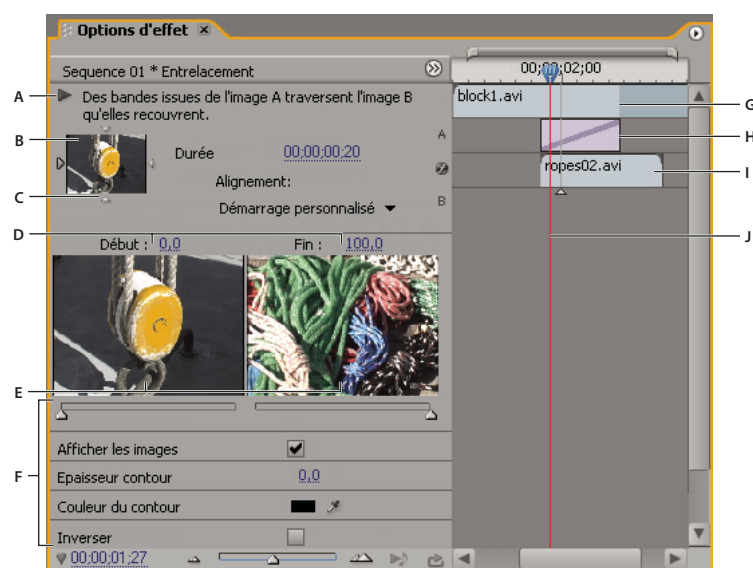 Options d'effet
Sequence 01 * Entrelacement
00;00;02;00
A
Des bandes issues de l'image A traversent l'image B
qu'elles recouvrent.
block1.avi
G
B
Durée 00;00;00;20
A
H
Alignement:
ropes02.avi
I
C
Démarrage personnalisé
B
D
J
Début : 0,0
Fin : 100,0
E
F
Afficher les images
Epaisseur contour 0,0
Couleur du contour
Inverser
00;00;01;27